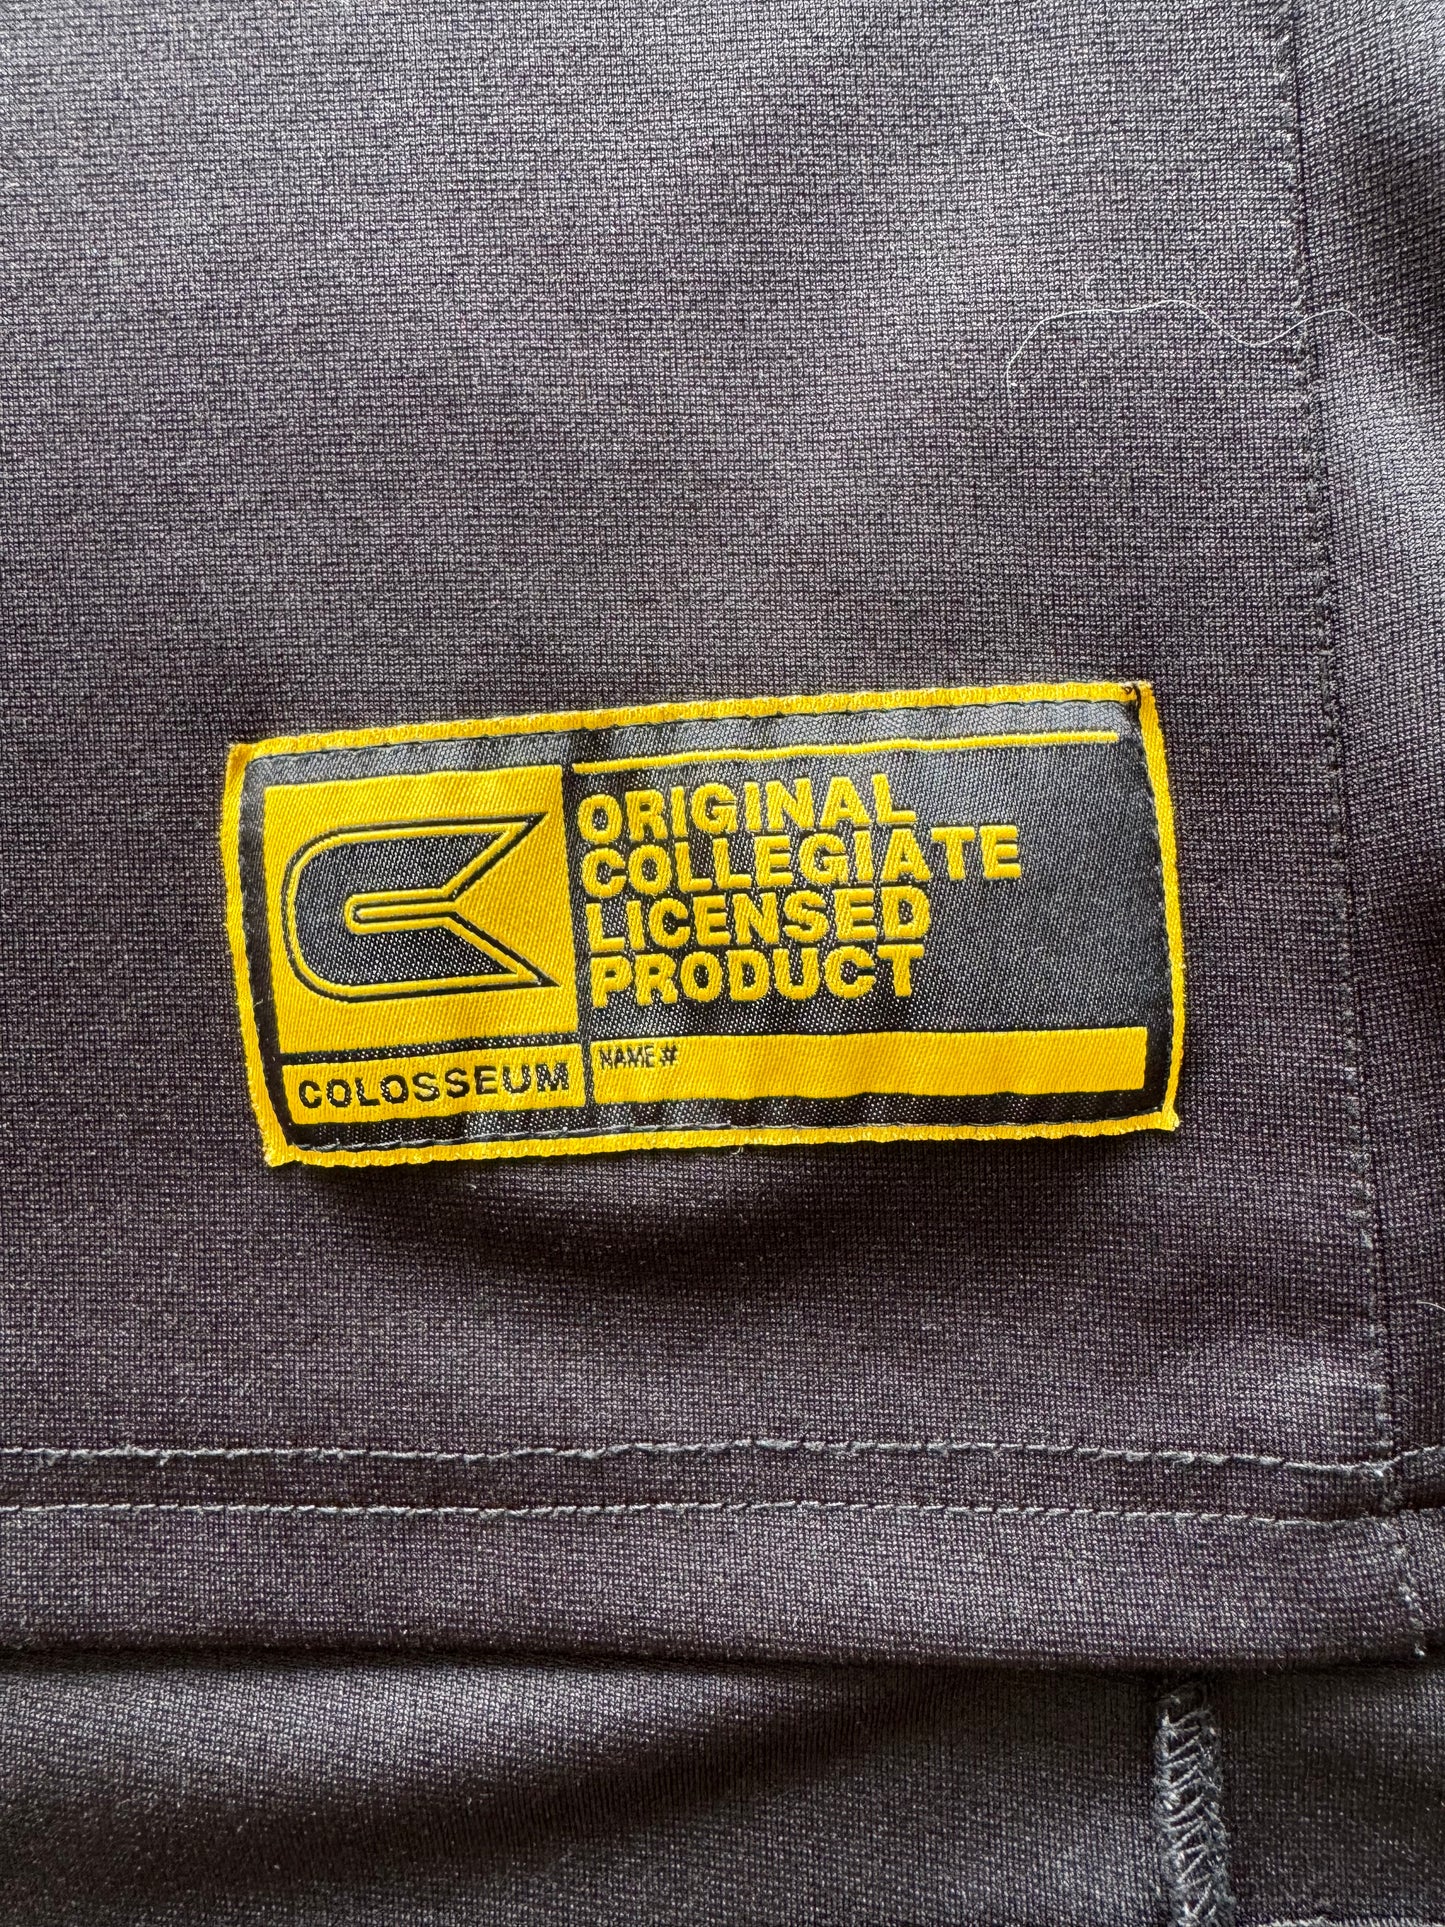 ORIGINAL
COLLEGIATE
LICENSED
PRODUCT
COLOSSEUM
NAME #